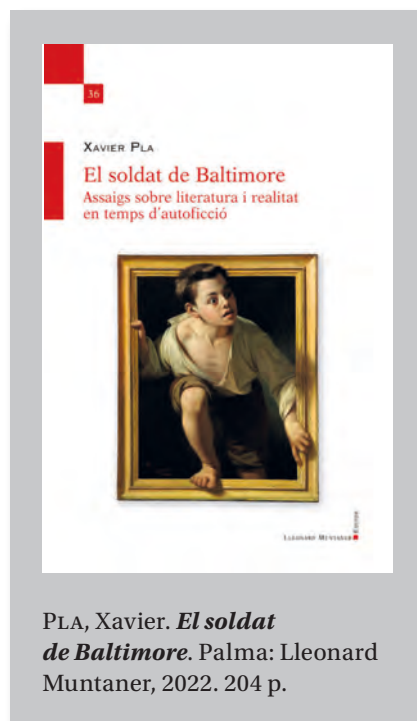 36
XAVIER PLA
El soldat de Baltimore
Assaigs sobre literatura i realitat
en temps d'autoficció
LLEONARD MUNTANER EDITOR
PLA, Xavier. El soldat
de Baltimore. Palma: Lleonard
Muntaner, 2022. 204 p.